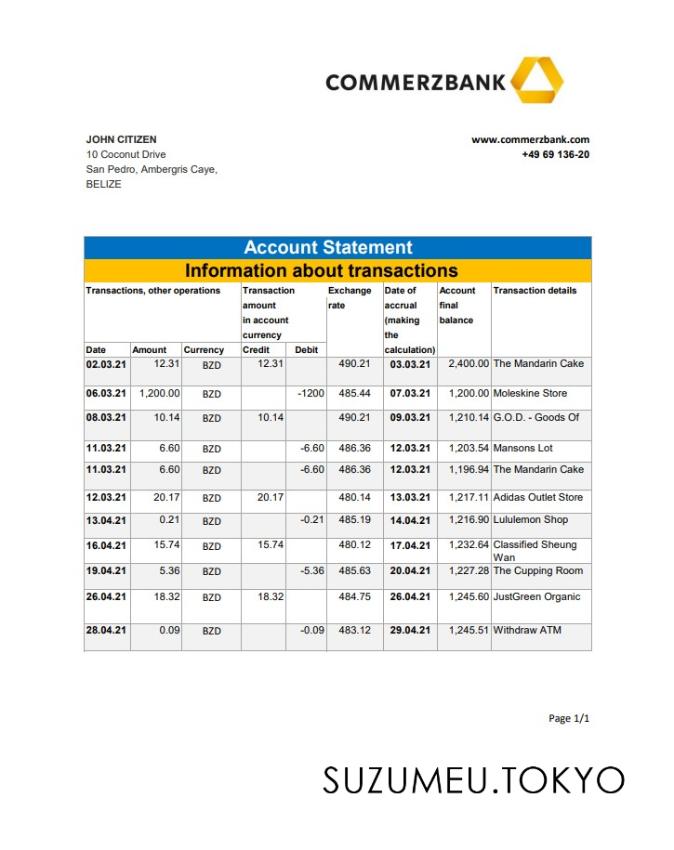 COMMERZBANK
JOHN CITIZEN
10 Coconut Drive
San Pedro, Ambergris Caye,
BELIZE
www.commerzbank.com
+49 69 136-20
Account Statement
Information about transactions
Transactions, other operations Transaction amount in account currency Exchange rate Date of accrual (making the calculation) Account final balance Transaction details
Date Amount Currency Credit Debit
02.03.21 12.31 BZD 12.31 490.21 03.03.21 2,400.00 The Mandarin Cake
06.03.21 1,200.00 BZD -1200 485.44 07.03.21 1,200.00 Moleskine Store
08.03.21 10.14 BZD 10.14 490.21 09.03.21 1,210.14 G.O.D. - Goods Of
11.03.21 6.60 BZD -6.60 486.36 12.03.21 1,203.54 Mansons Lot
11.03.21 6.60 BZD -6.60 486.36 12.03.21 1,196.94 The Mandarin Cake
12.03.21 20.17 BZD 20.17 480.14 13.03.21 1,217.11 Adidas Outlet Store
13.04.21 0.21 BZD -0.21 485.19 14.04.21 1,216.90 Lululemon Shop
16.04.21 15.74 BZD 15.74 480.12 17.04.21 1,232.64 Classified Sheung
Wan
19.04.21 5.36 BZD -5.36 485.63 20.04.21 1,227.28 The Cupping Room
26.04.21 18.32 BZD 18.32 484.75 26.04.21 1,245.60 JustGreen Organic
28.04.21 0.09 BZD -0.09 483.12 29.04.21 1,245.51 Withdraw ATM
Page 1/1
SUZUMEU.TOKYO